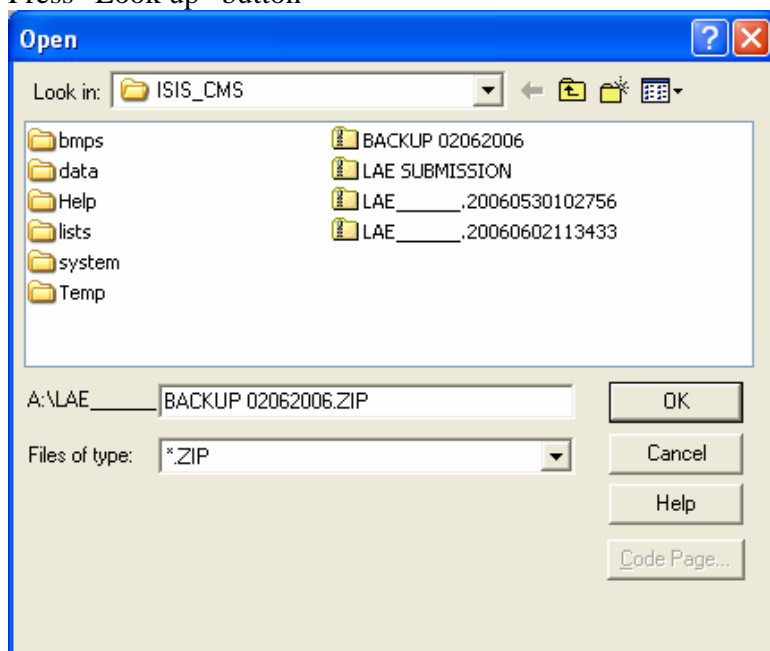 Press "Look up" button
Open
Look in: ISIS_CMS
bmps
data
Help
lists
system
Temp
BACKUP 02062006
LAE SUBMISSION
LAE______.20060530102756
LAE______.20060602113433
A:\LAE______ BACKUP 02062006.ZIP
OK
Files of type: *.ZIP
Cancel
Help
Code Page...